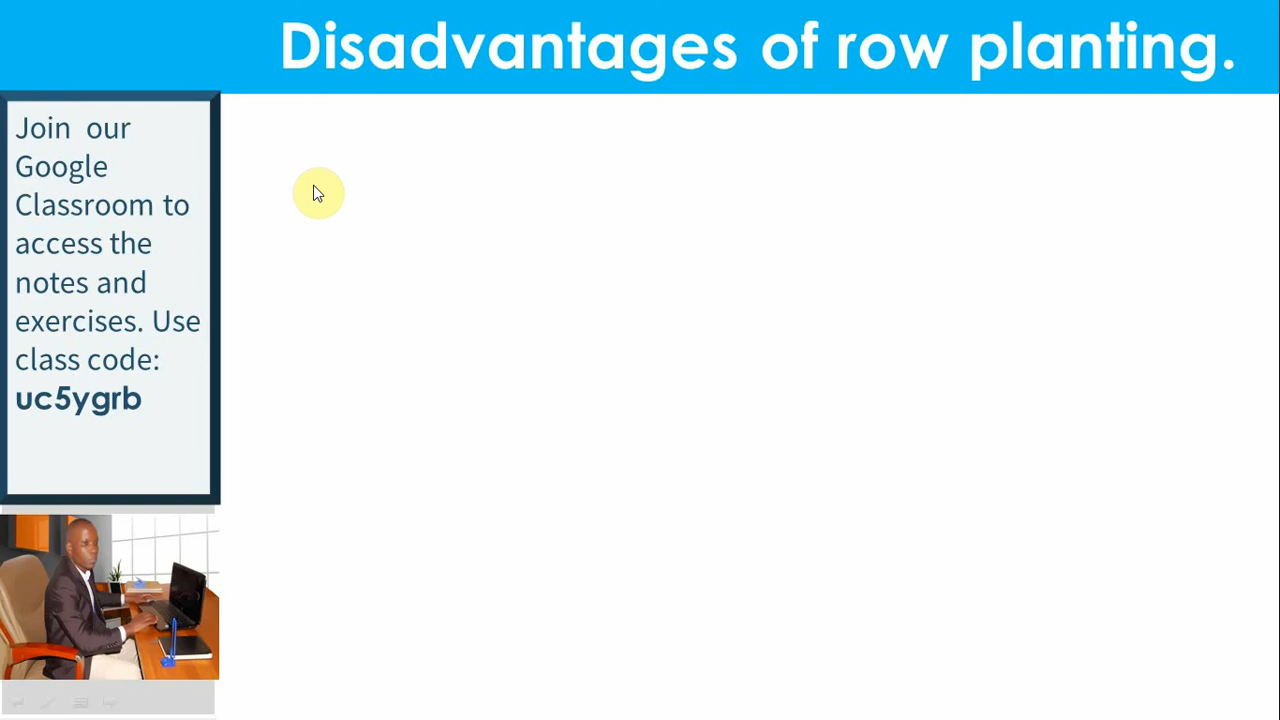 Disadvantages of row planting.
Join our
Google
Classroom to
access the
notes and
exercises. Use
class code:
uc5ygrb